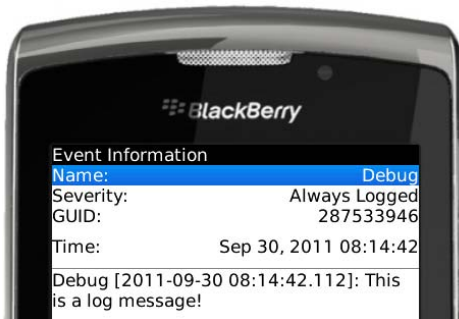 BlackBerry
Event Information
Name: Debug
Severity: Always Logged
GUID: 287533946
Time: Sep 30, 2011 08:14:42
Debug [2011-09-30 08:14:42.112]: This
is a log message!